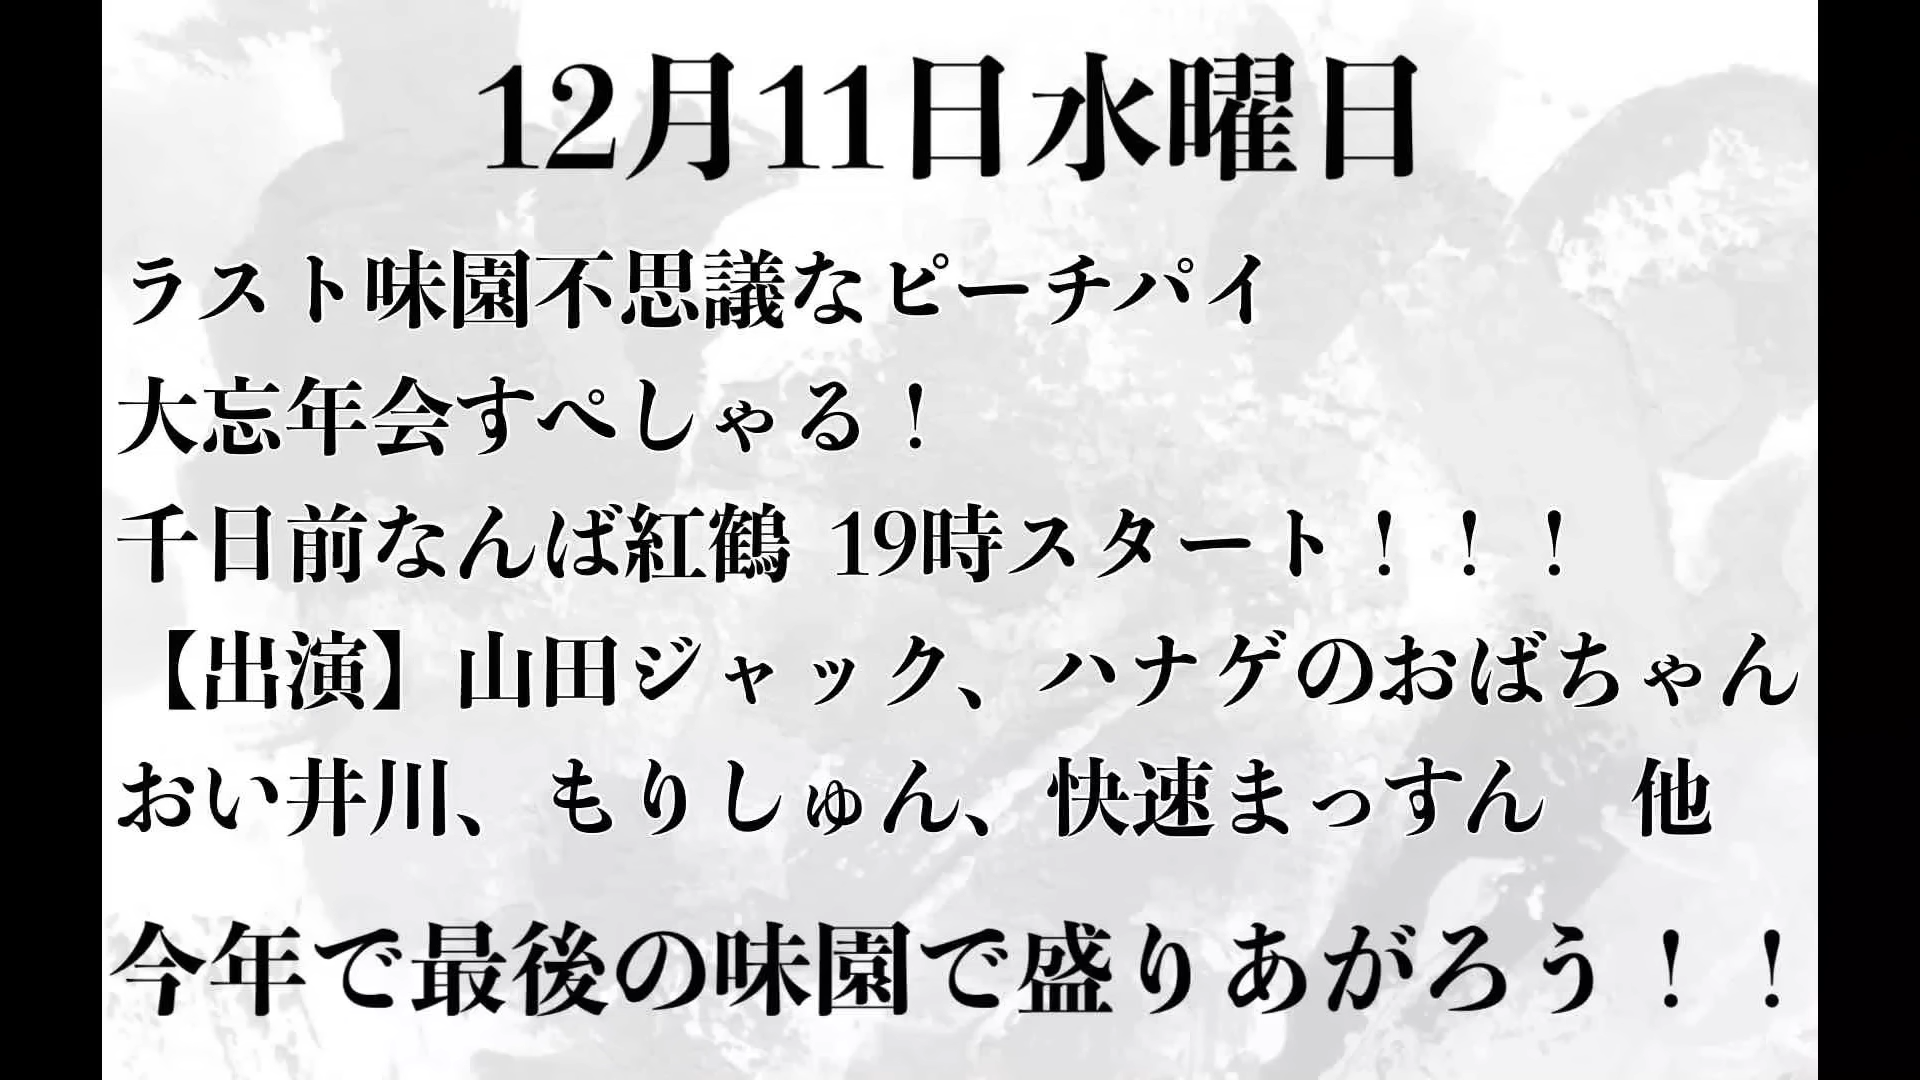 12月11日水曜日
ラスト味園不思議なピーチパイ
大忘年会すぺしゃる！
千日前なんば紅鶴 19時スタート！！！
【出演】山田ジャック、ハナゲのおばちゃん
おい井川、もりしゅん、快速まっすん　他
今年で最後の味園で盛りあがろう！！